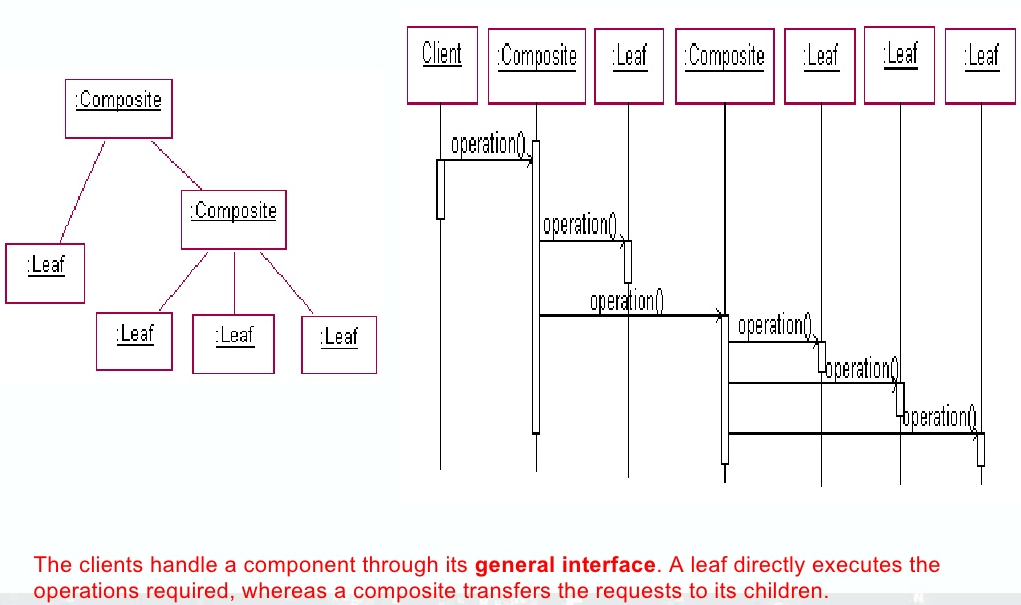 :Composite
:Composite
:Leaf
:Leaf
:Leaf
:Leaf
Client
:Composite
:Leaf
:Composite
:Leaf
:Leaf
:Leaf
operation()
operation()
operation()
operation()
operation()
operation()
The clients handle a component through its general interface. A leaf directly executes the
operations required, whereas a composite transfers the requests to its children.